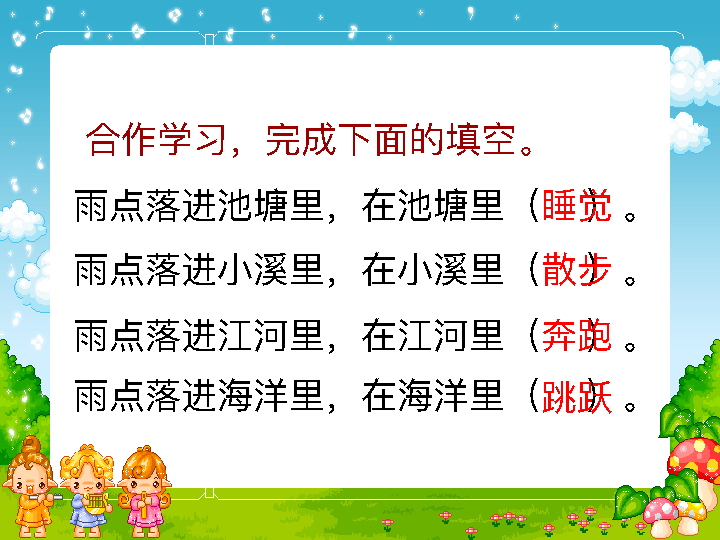 合作学习，完成下面的填空。
雨点落进池塘里，在池塘里（睡觉）。
雨点落进小溪里，在小溪里（散步）。
雨点落进江河里，在江河里（奔跑）。
雨点落进海洋里，在海洋里（跳跃）。